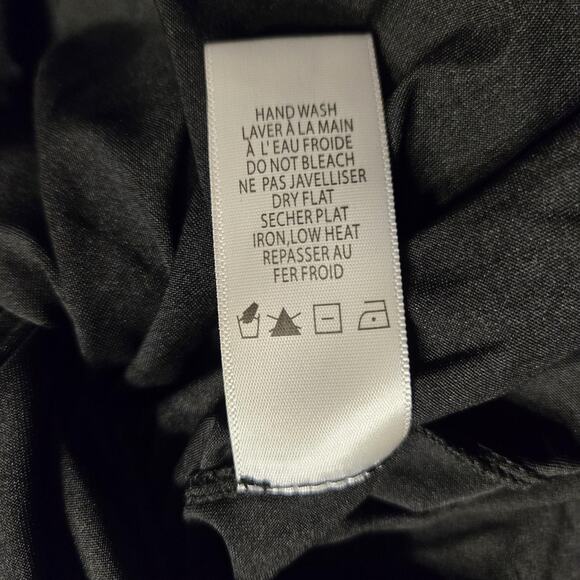 HAND WASH
LAVER À LA MAIN
À L'EAU FROIDE
DO NOT BLEACH
NE PAS JAVELLISER
DRY FLAT
SECHER PLAT
IRON,LOW HEAT
REPASSER AU
FER FROID